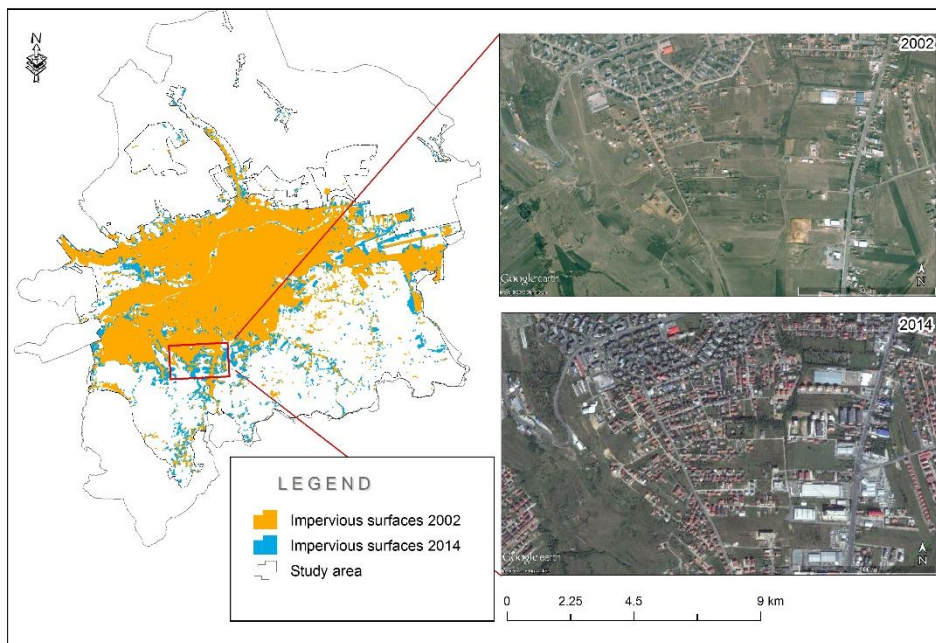 N
2002
Google earth
N
2014
Google earth
N
LEGEND
Impervious surfaces 2002
Impervious surfaces 2014
Study area
0 2.25 4.5 9 km